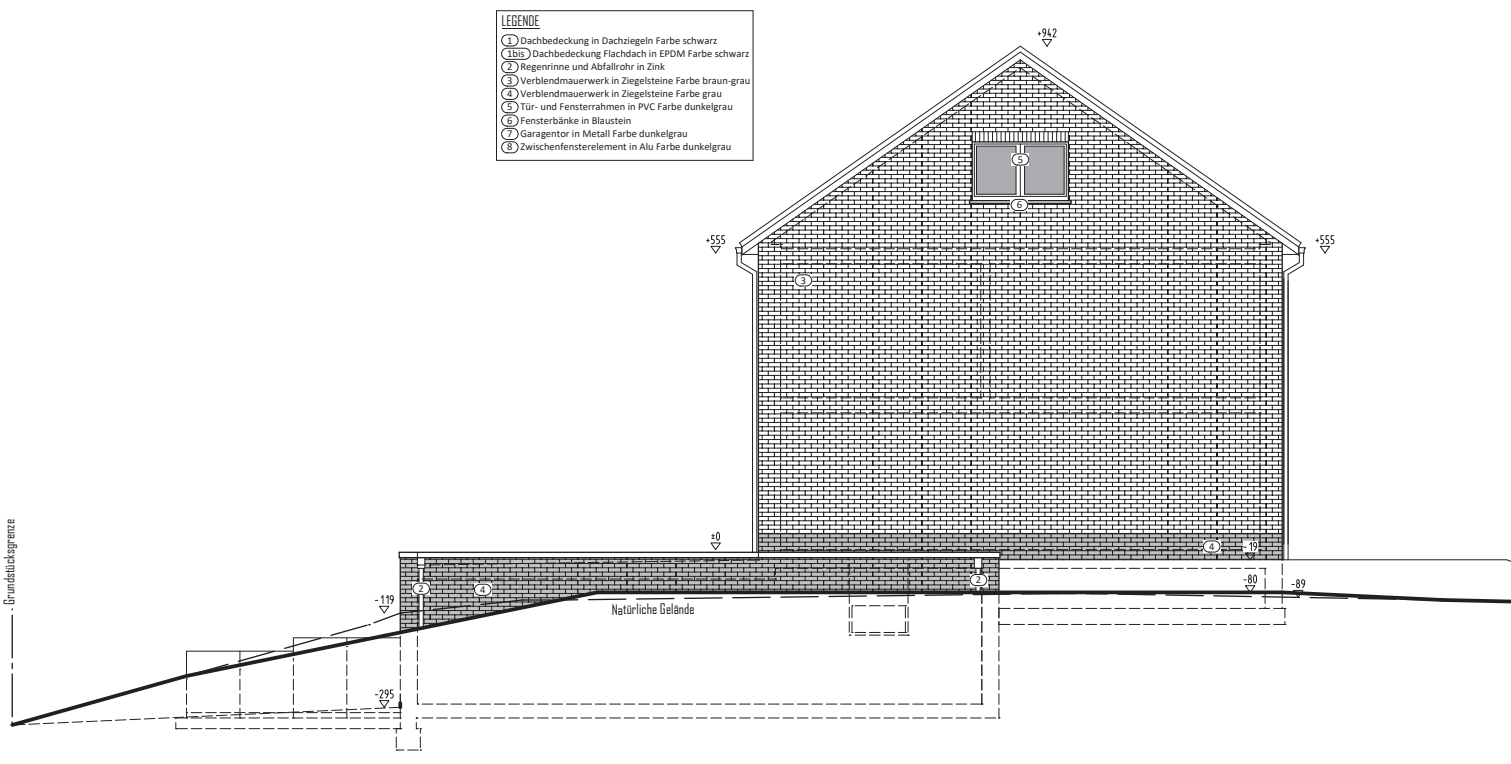 LEGENDE
1 Dachbedeckung in Dachziegeln Farbe schwarz
1bis Dachbedeckung Flachdach in EPDM Farbe schwarz
2 Regenrinne und Abfallrohr in Zink
3 Verblendmauerwerk in Ziegelsteine Farbe braun-grau
4 Verblendmauerwerk in Ziegelsteine Farbe grau
5 Tür- und Fensterrahmen in PVC Farbe dunkelgrau
6 Fensterbänke in Blaustein
7 Garagentor in Metall Farbe dunkelgrau
8 Zwischenfensterelement in Alu Farbe dunkelgrau
+942
5
6
+555
+555
3
Grundstücksgrenze
±0
4
-19
2
4
2
-80
-89
-119
Natürliche Gelände
-295